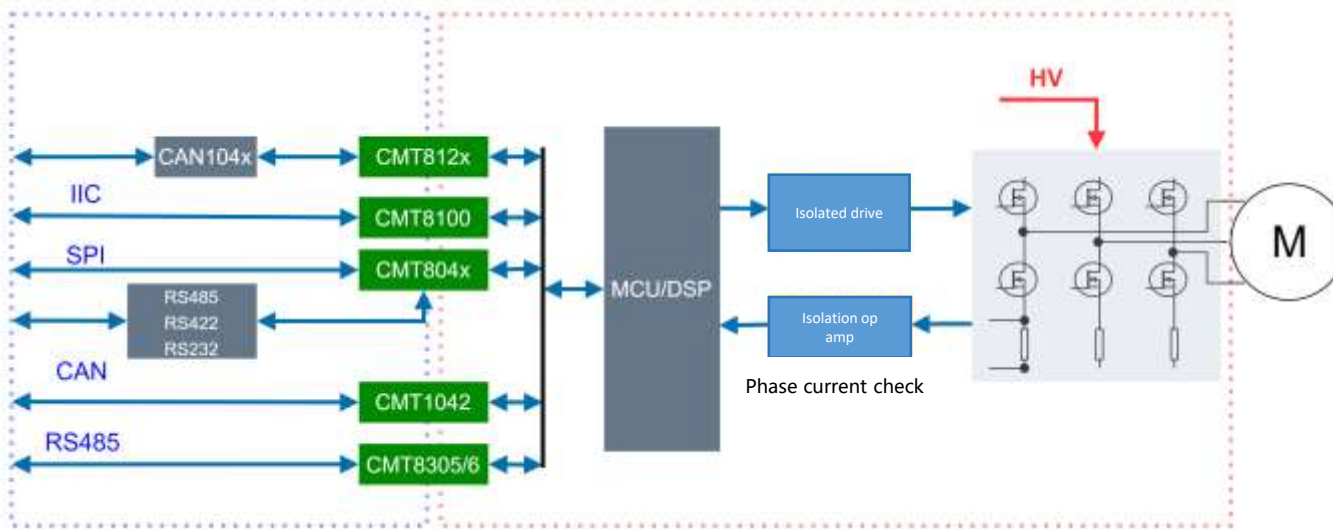 HV
CAN104x
CMT812x
IIC
CMT8100
SPI
CMT804x
RS485
RS422
RS232
CAN
CMT1042
RS485
CMT8305/6
MCU/DSP
Isolated drive
Isolation op
amp
Phase current check
M